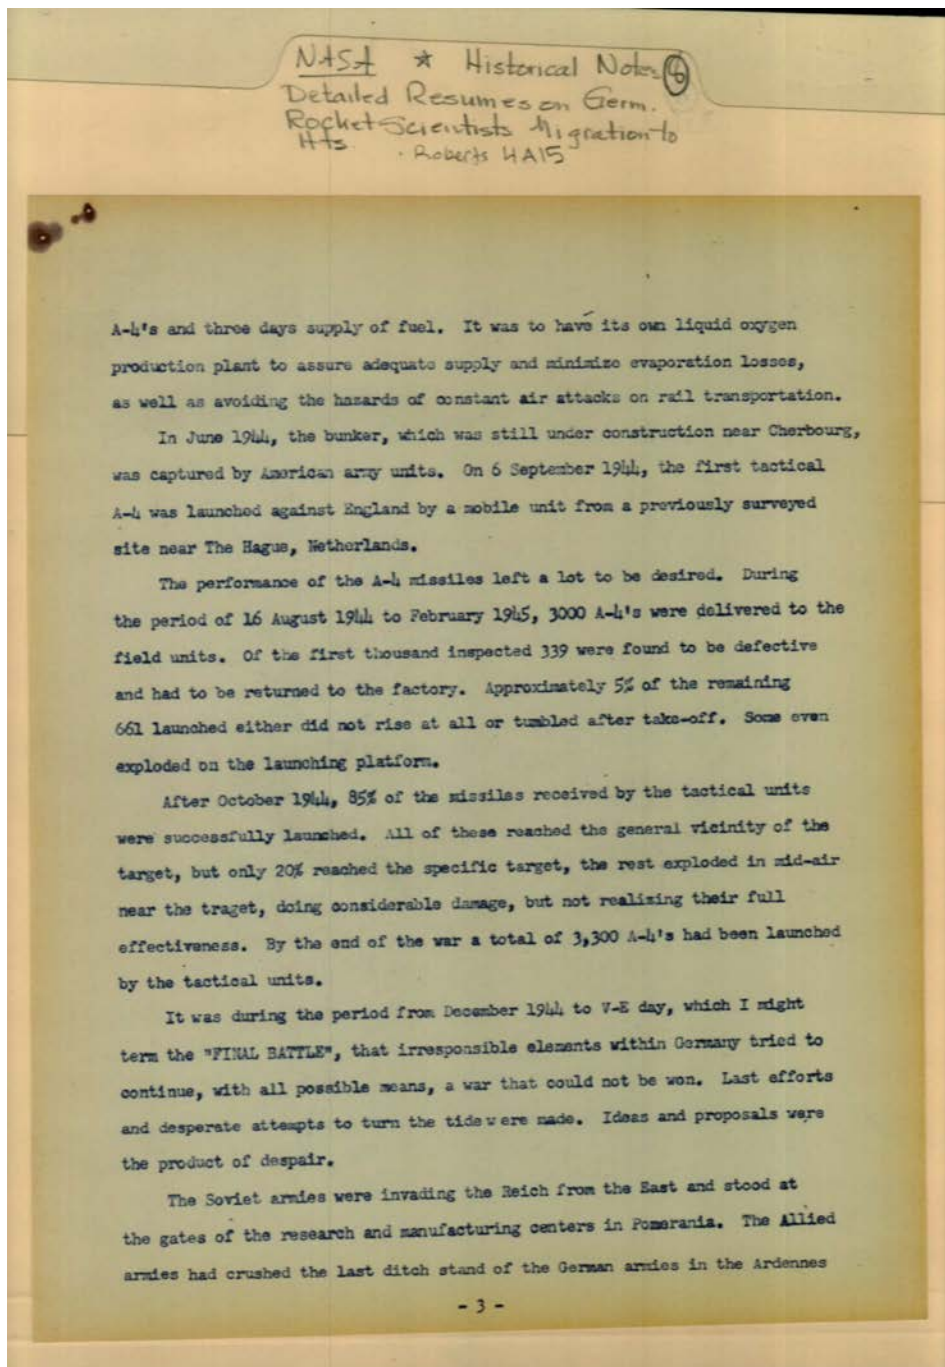 NASA * Historical Notes 6
Detailed Resumes on Germ.
Rocket Scientists Migration to
Hts. Roberts HA15
A-4's and three days supply of fuel. It was to have its own liquid oxygen
production plant to assure adequate supply and minimize evaporation losses,
as well as avoiding the hazards of constant air attacks on rail transportation.
In June 1944, the bunker, which was still under construction near Cherbourg,
was captured by American army units. On 6 September 1944, the first tactical
A-4 was launched against England by a mobile unit from a previously surveyed
site near The Hague, Netherlands.
The performance of the A-4 missiles left a lot to be desired. During
the period of 16 August 1944 to February 1945, 3000 A-4's were delivered to the
field units. Of the first thousand inspected 339 were found to be defective
and had to be returned to the factory. Approximately 5% of the remaining
661 launched either did not rise at all or tumbled after take-off. Some even
exploded on the launching platform.
After October 1944, 85% of the missiles received by the tactical units
were successfully launched. All of these reached the general vicinity of the
target, but only 20% reached the specific target, the rest exploded in mid-air
near the traget, doing considerable damage, but not realizing their full
effectiveness. By the end of the war a total of 3,300 A-4's had been launched
by the tactical units.
It was during the period from December 1944 to V-E day, which I might
term the "FINAL BATTLE", that irresponsible elements within Germany tried to
continue, with all possible means, a war that could not be won. Last efforts
and desperate attempts to turn the tide were made. Ideas and proposals were
the product of despair.
The Soviet armies were invading the Reich from the East and stood at
the gates of the research and manufacturing centers in Pomerania. The Allied
armies had crushed the last ditch stand of the German armies in the Ardennes
- 3 -